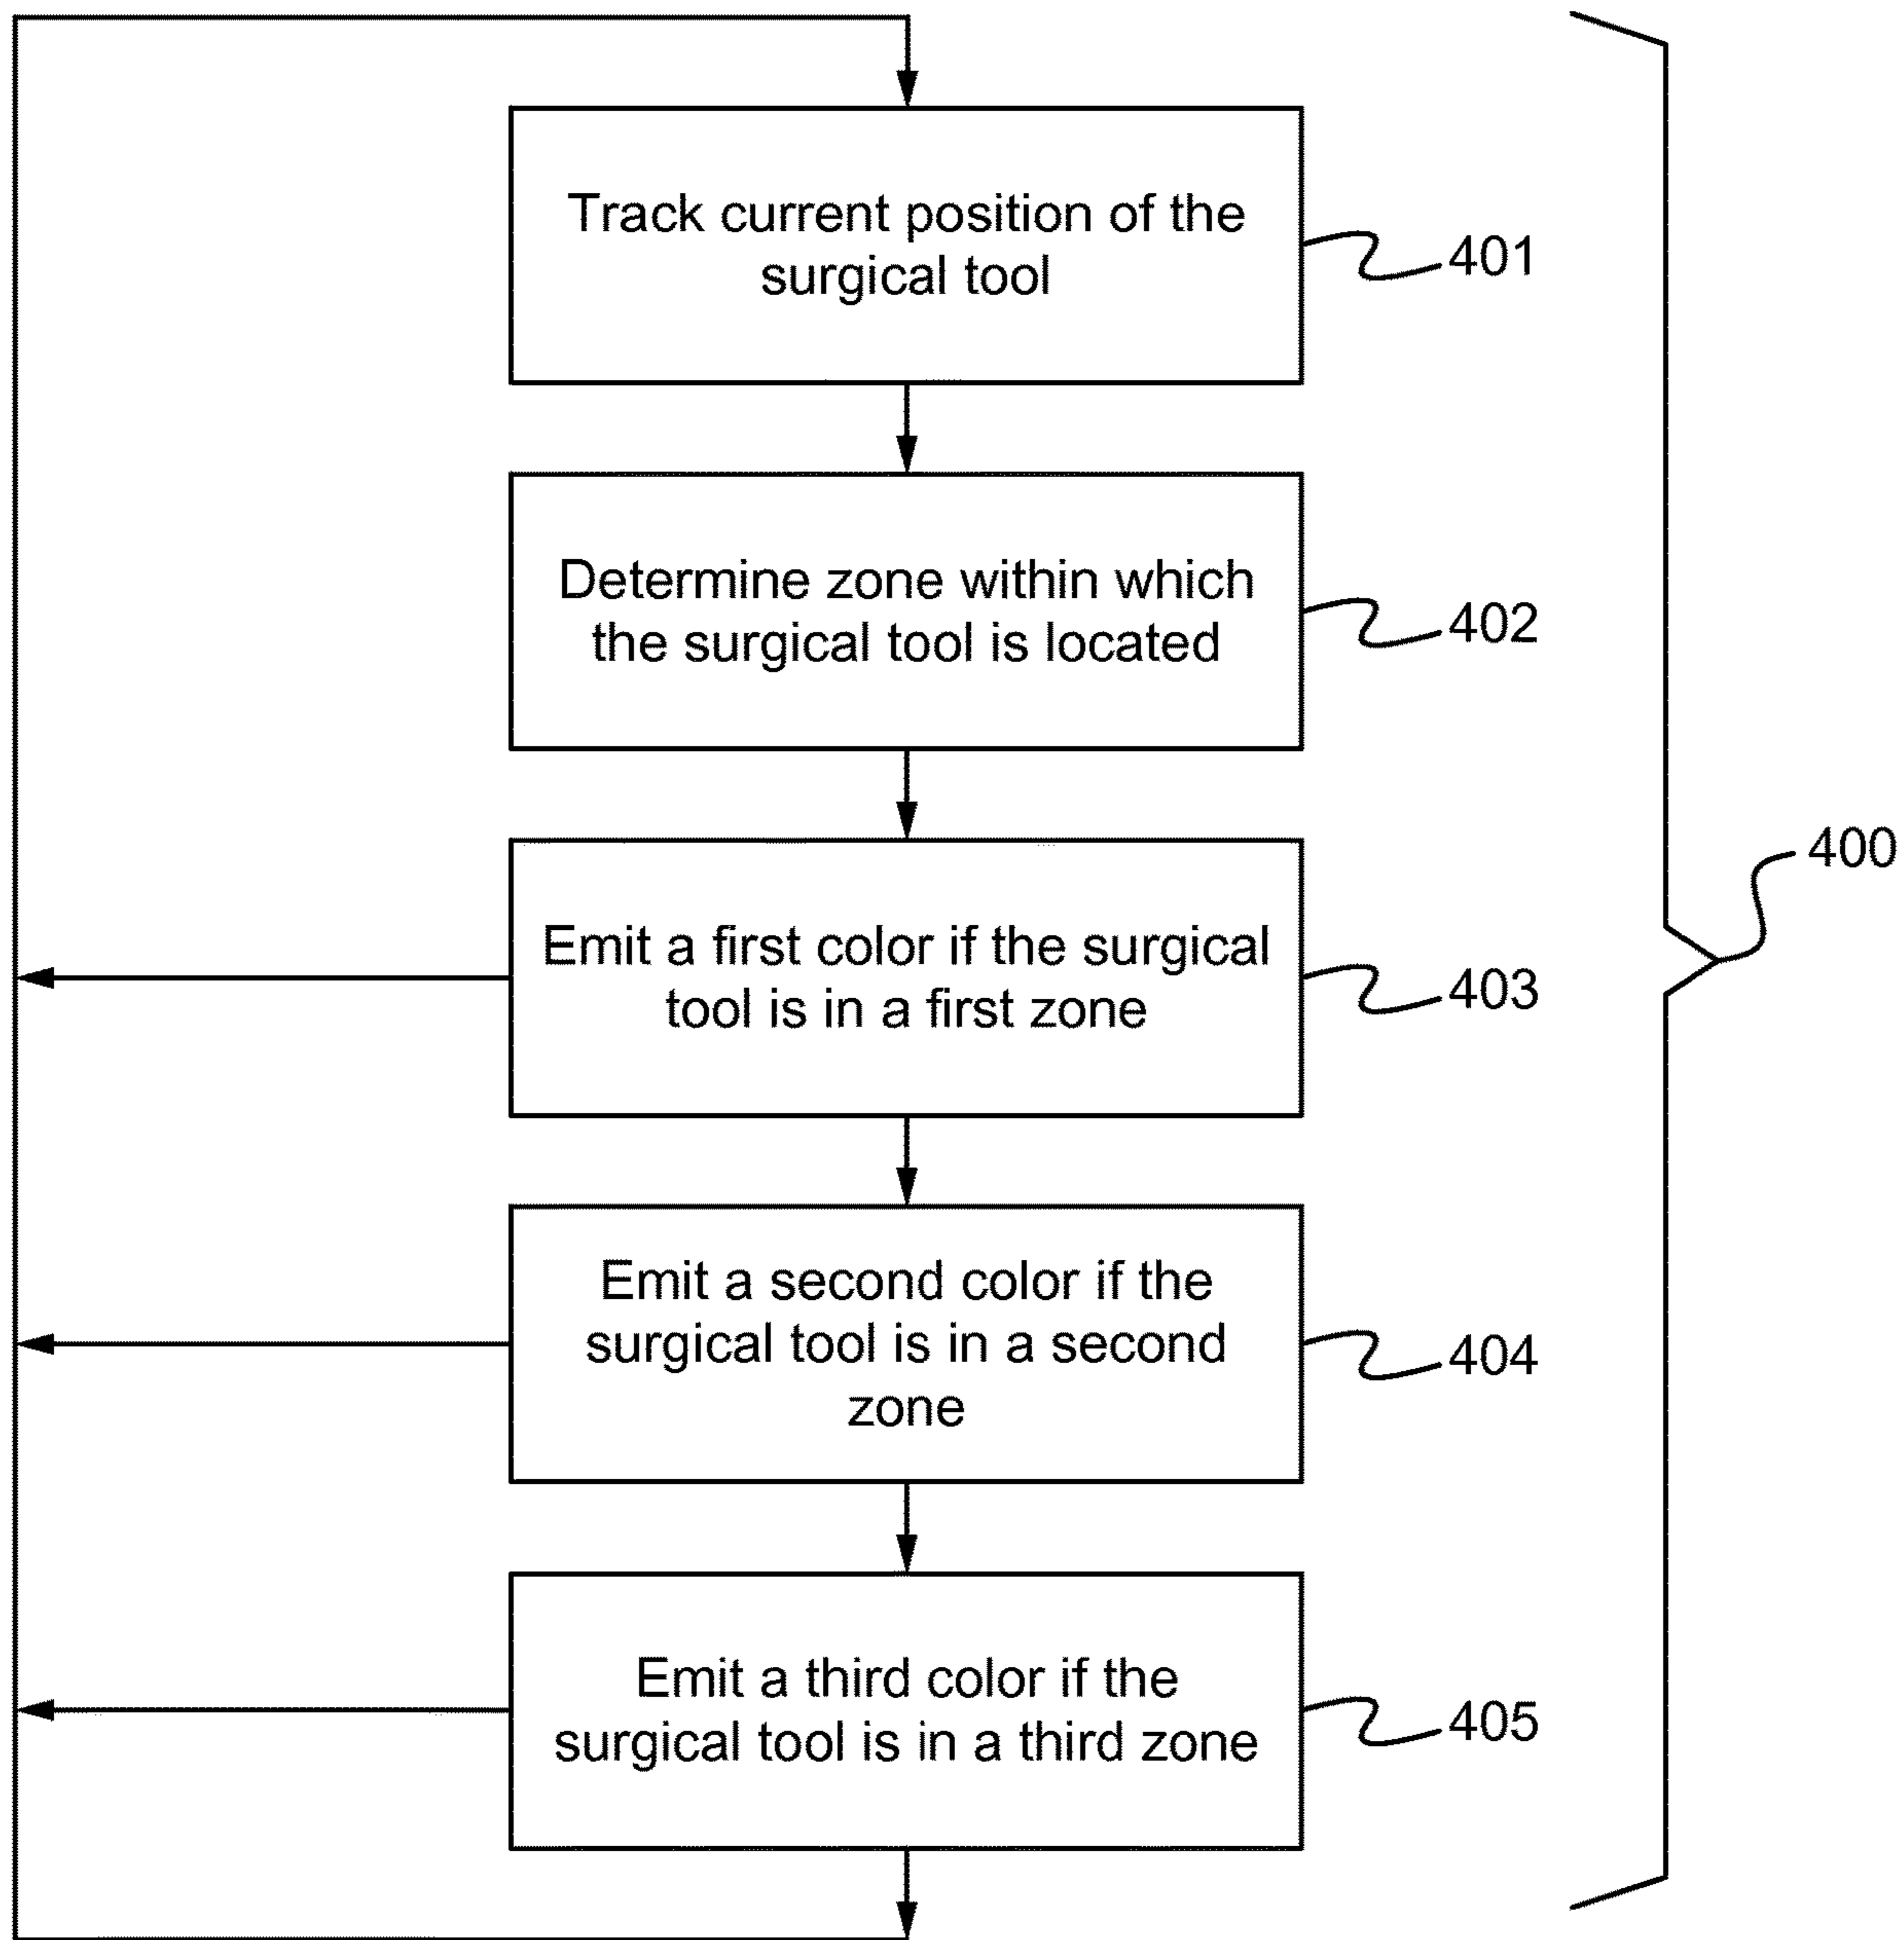 Track current position of the
surgical tool
401
Determine zone within which
the surgical tool is located
402
Emit a first color if the surgical
tool is in a first zone
403
400
Emit a second color if the
surgical tool is in a second
zone
404
Emit a third color if the
surgical tool is in a third zone
405